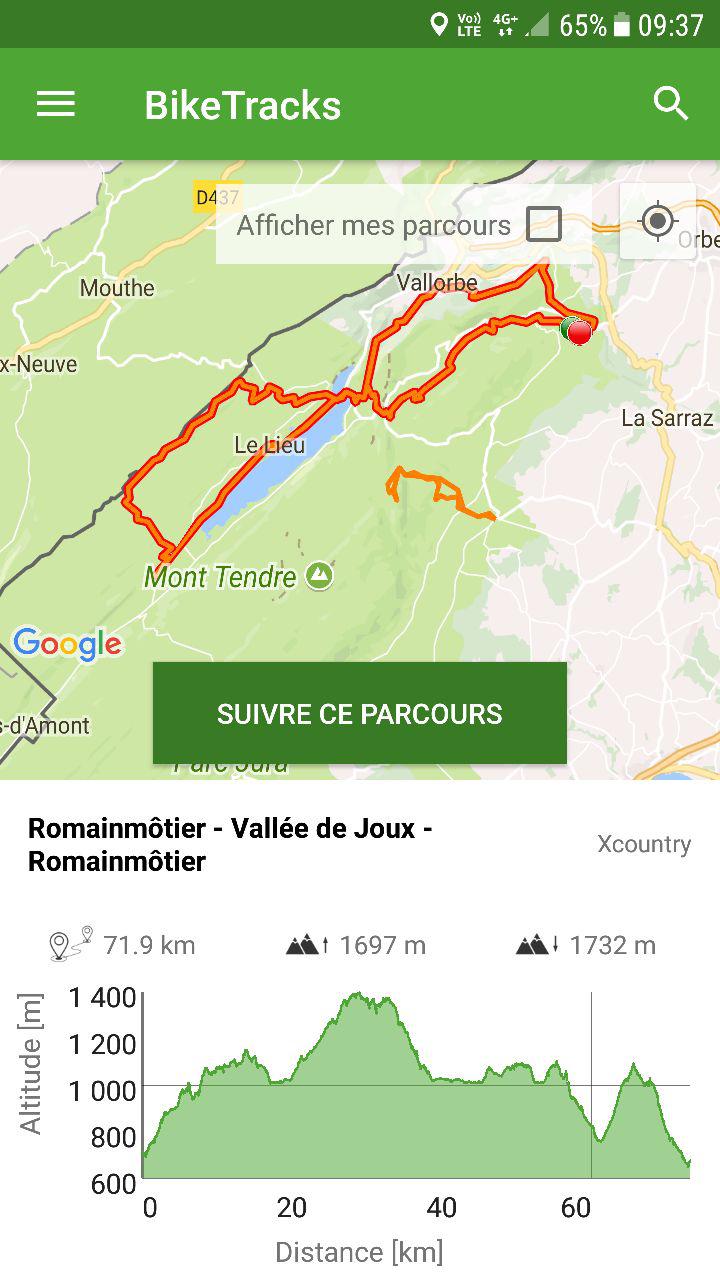 Vo)) LTE 4G+ 65% 09:37
BikeTracks
D437
Afficher mes parcours
Orbe
Mouthe
Vallorbe
x-Neuve
La Sarraz
Le Lieu
Mont Tendre
Google
SUIVRE CE PARCOURS
s-d'Amont
Parc Jura
Romainmôtier - Vallée de Joux -
Romainmôtier
Xcountry
71.9 km 1697 m 1732 m
Altitude [m]
1 400
1 200
1 000
800
600
0 20 40 60
Distance [km]